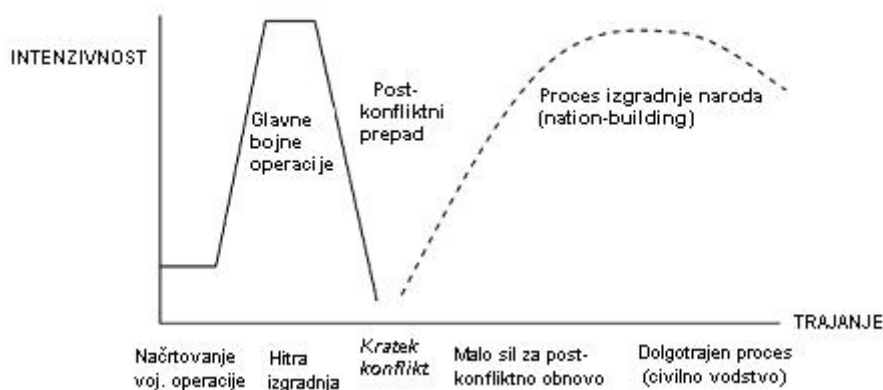 INTENZIVNOST
Glavne
bojne
operacije
Post-
konfliktni
prepad
Proces izgradnje naroda
(nation-building)
TRAJANJE
Načrtovanje
voj. operacije
Hitra
izgradnja
Kratek
konflikt
Malo sil za post-
konfliktno obnovo
Dolgotrajen proces
(civilno vodstvo)